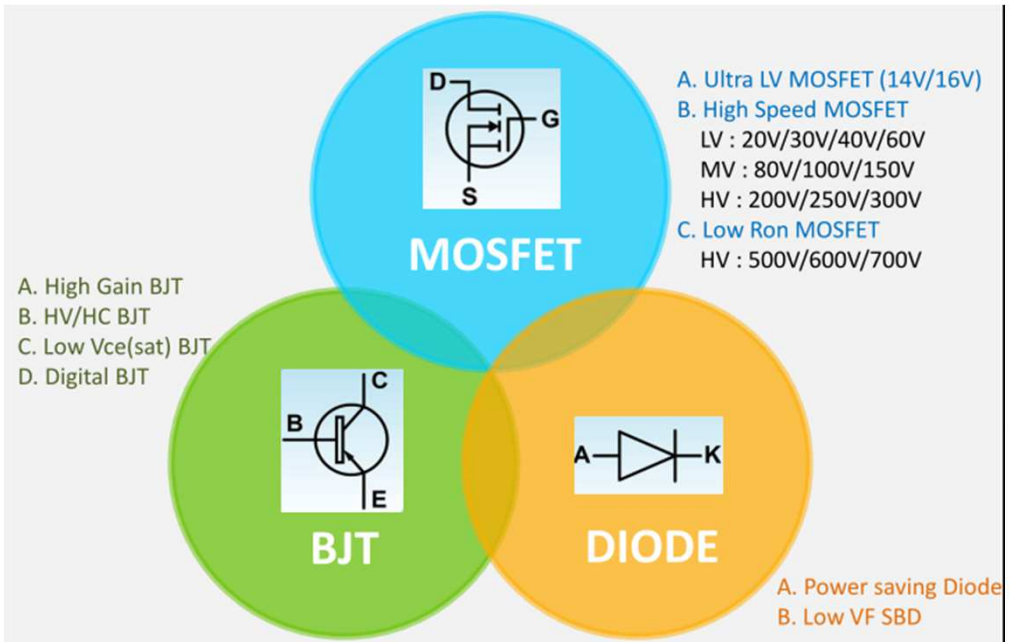 D
G
S
MOSFET
A. Ultra LV MOSFET (14V/16V)
B. High Speed MOSFET
LV : 20V/30V/40V/60V
MV : 80V/100V/150V
HV : 200V/250V/300V
C. Low Ron MOSFET
HV : 500V/600V/700V
A. High Gain BJT
B. HV/HC BJT
C. Low Vce(sat) BJT
D. Digital BJT
C
B
E
BJT
A
K
DIODE
A. Power saving Diode
B. Low VF SBD